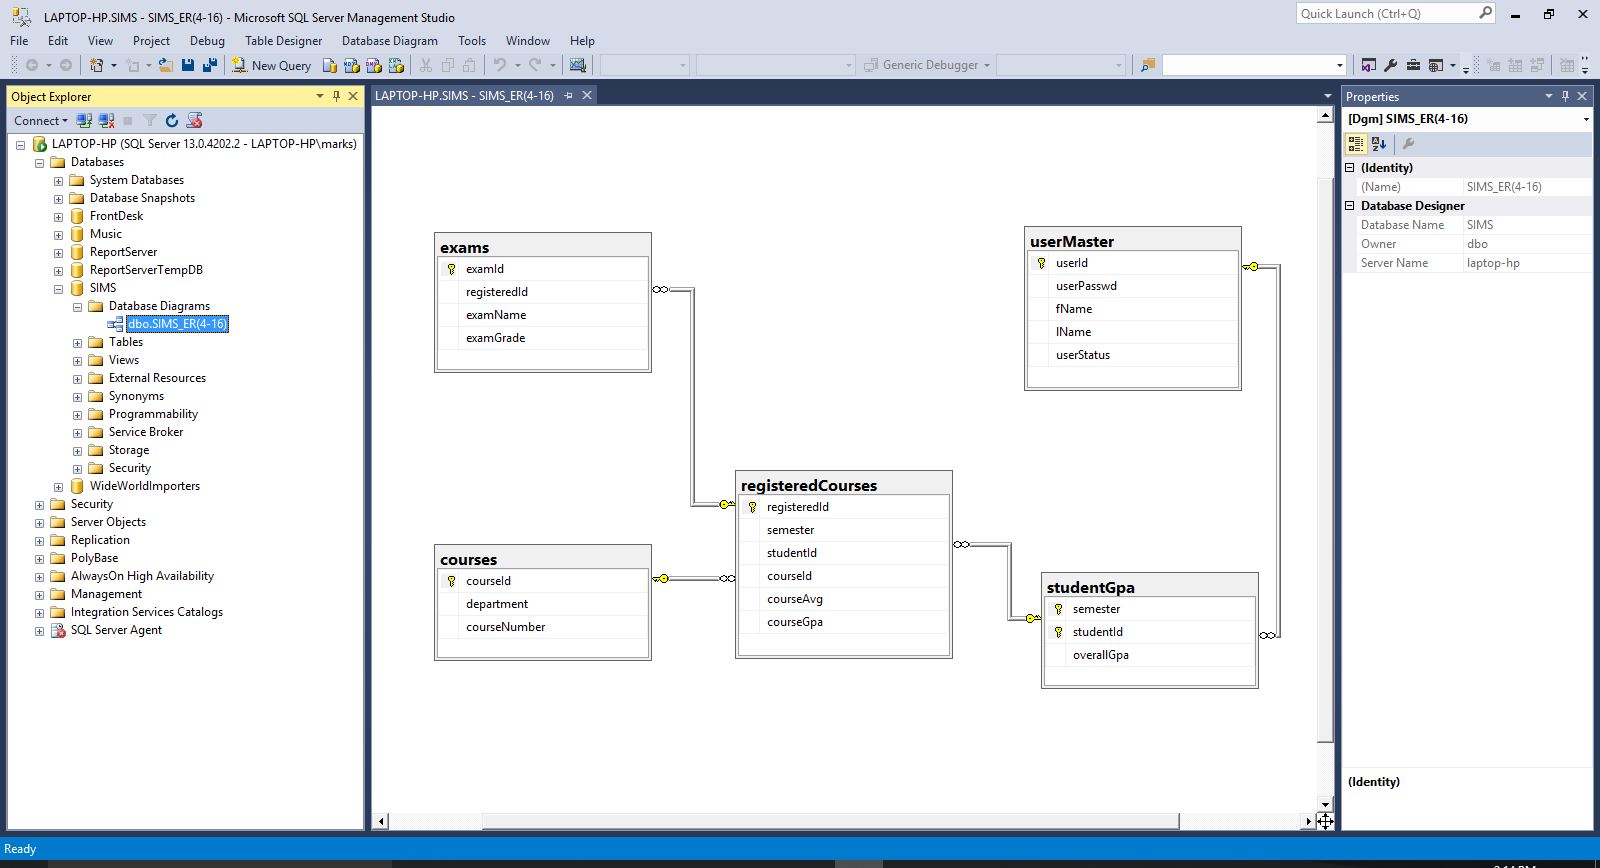 LAPTOP-HP.SIMS - SIMS_ER(4-16) - Microsoft SQL Server Management Studio
Quick Launch (Ctrl+Q)
File Edit View Project Debug Table Designer Database Diagram Tools Window Help
New Query
Generic Debugger
Object Explorer
Connect
LAPTOP-HP (SQL Server 13.0.4202.2 - LAPTOP-HP\marks)
Databases
System Databases
Database Snapshots
FrontDesk
Music
ReportServer
ReportServerTempDB
SIMS
Database Diagrams
dbo.SIMS_ER(4-16)
Tables
Views
External Resources
Synonyms
Programmability
Service Broker
Storage
Security
WideWorldImporters
Security
Server Objects
Replication
PolyBase
AlwaysOn High Availability
Management
Integration Services Catalogs
SQL Server Agent
LAPTOP-HP.SIMS - SIMS_ER(4-16)
exams
examId
registeredId
examName
examGrade
userMaster
userId
userPasswd
fName
lName
userStatus
registeredCourses
registeredId
semester
studentId
courseId
courseAvg
courseGpa
courses
courseId
department
courseNumber
studentGpa
semester
studentId
overallGpa
Properties
[Dgm] SIMS_ER(4-16)
(Identity)
(Name) SIMS_ER(4-16)
Database Designer
Database Name SIMS
Owner dbo
Server Name laptop-hp
(Identity)
Ready